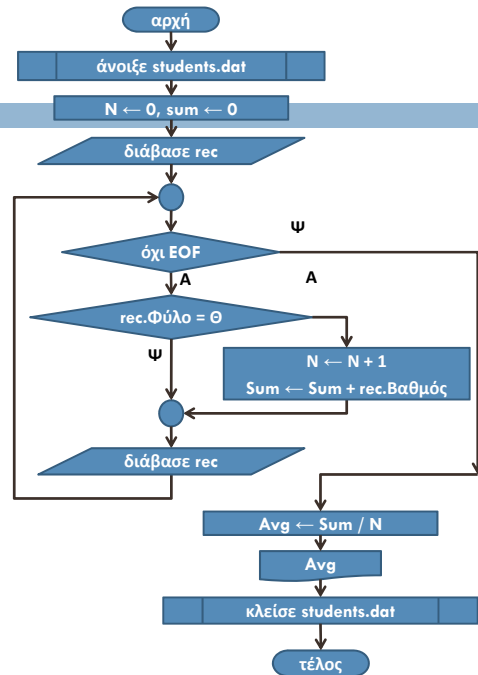 αρχή
άνοιξε students.dat
N ← 0, sum ← 0
διάβασε rec
Ψ
όχι EOF
Α
Α
rec.Φύλο = Θ
Ψ
N ← N + 1
Sum ← Sum + rec.Βαθμός
διάβασε rec
Avg ← Sum / N
Avg
κλείσε students.dat
τέλος